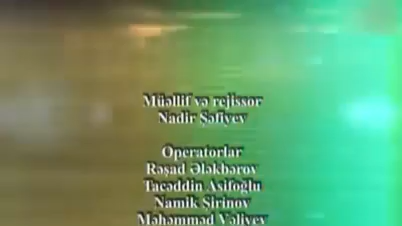 Müəllif və rejissor
Nadir Şəfiyev
Operatorlar
Rəşad Ələkbərov
Tacəddin Asifoğlu
Namik Şirinov
Məhəmməd Vəliyev